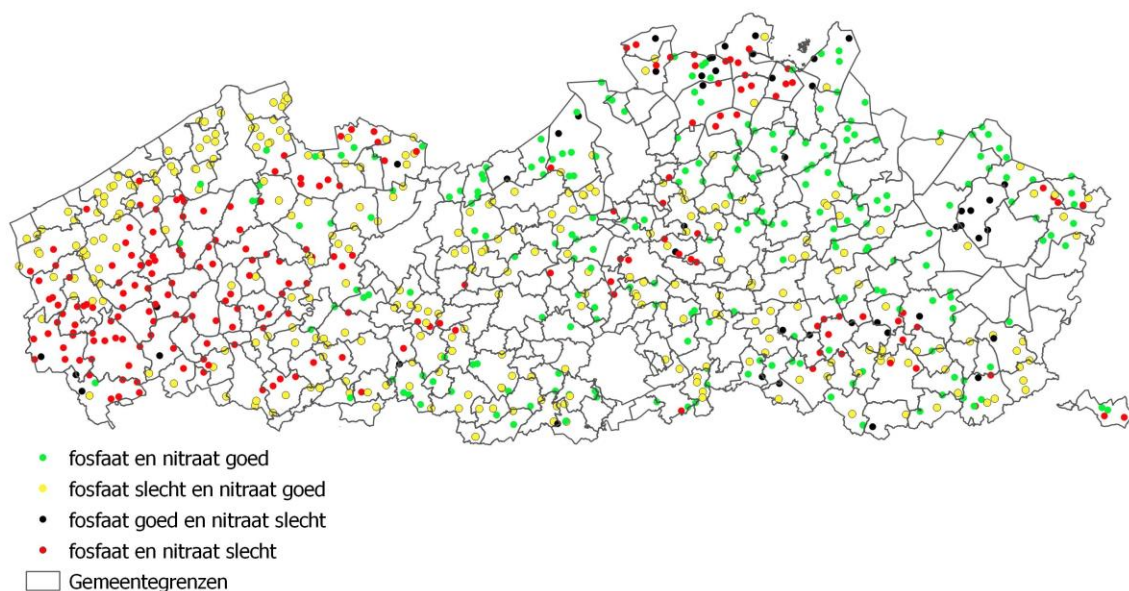 fosfaat en nitraat goed
fosfaat slecht en nitraat goed
fosfaat goed en nitraat slecht
fosfaat en nitraat slecht
Gemeentegrenzen